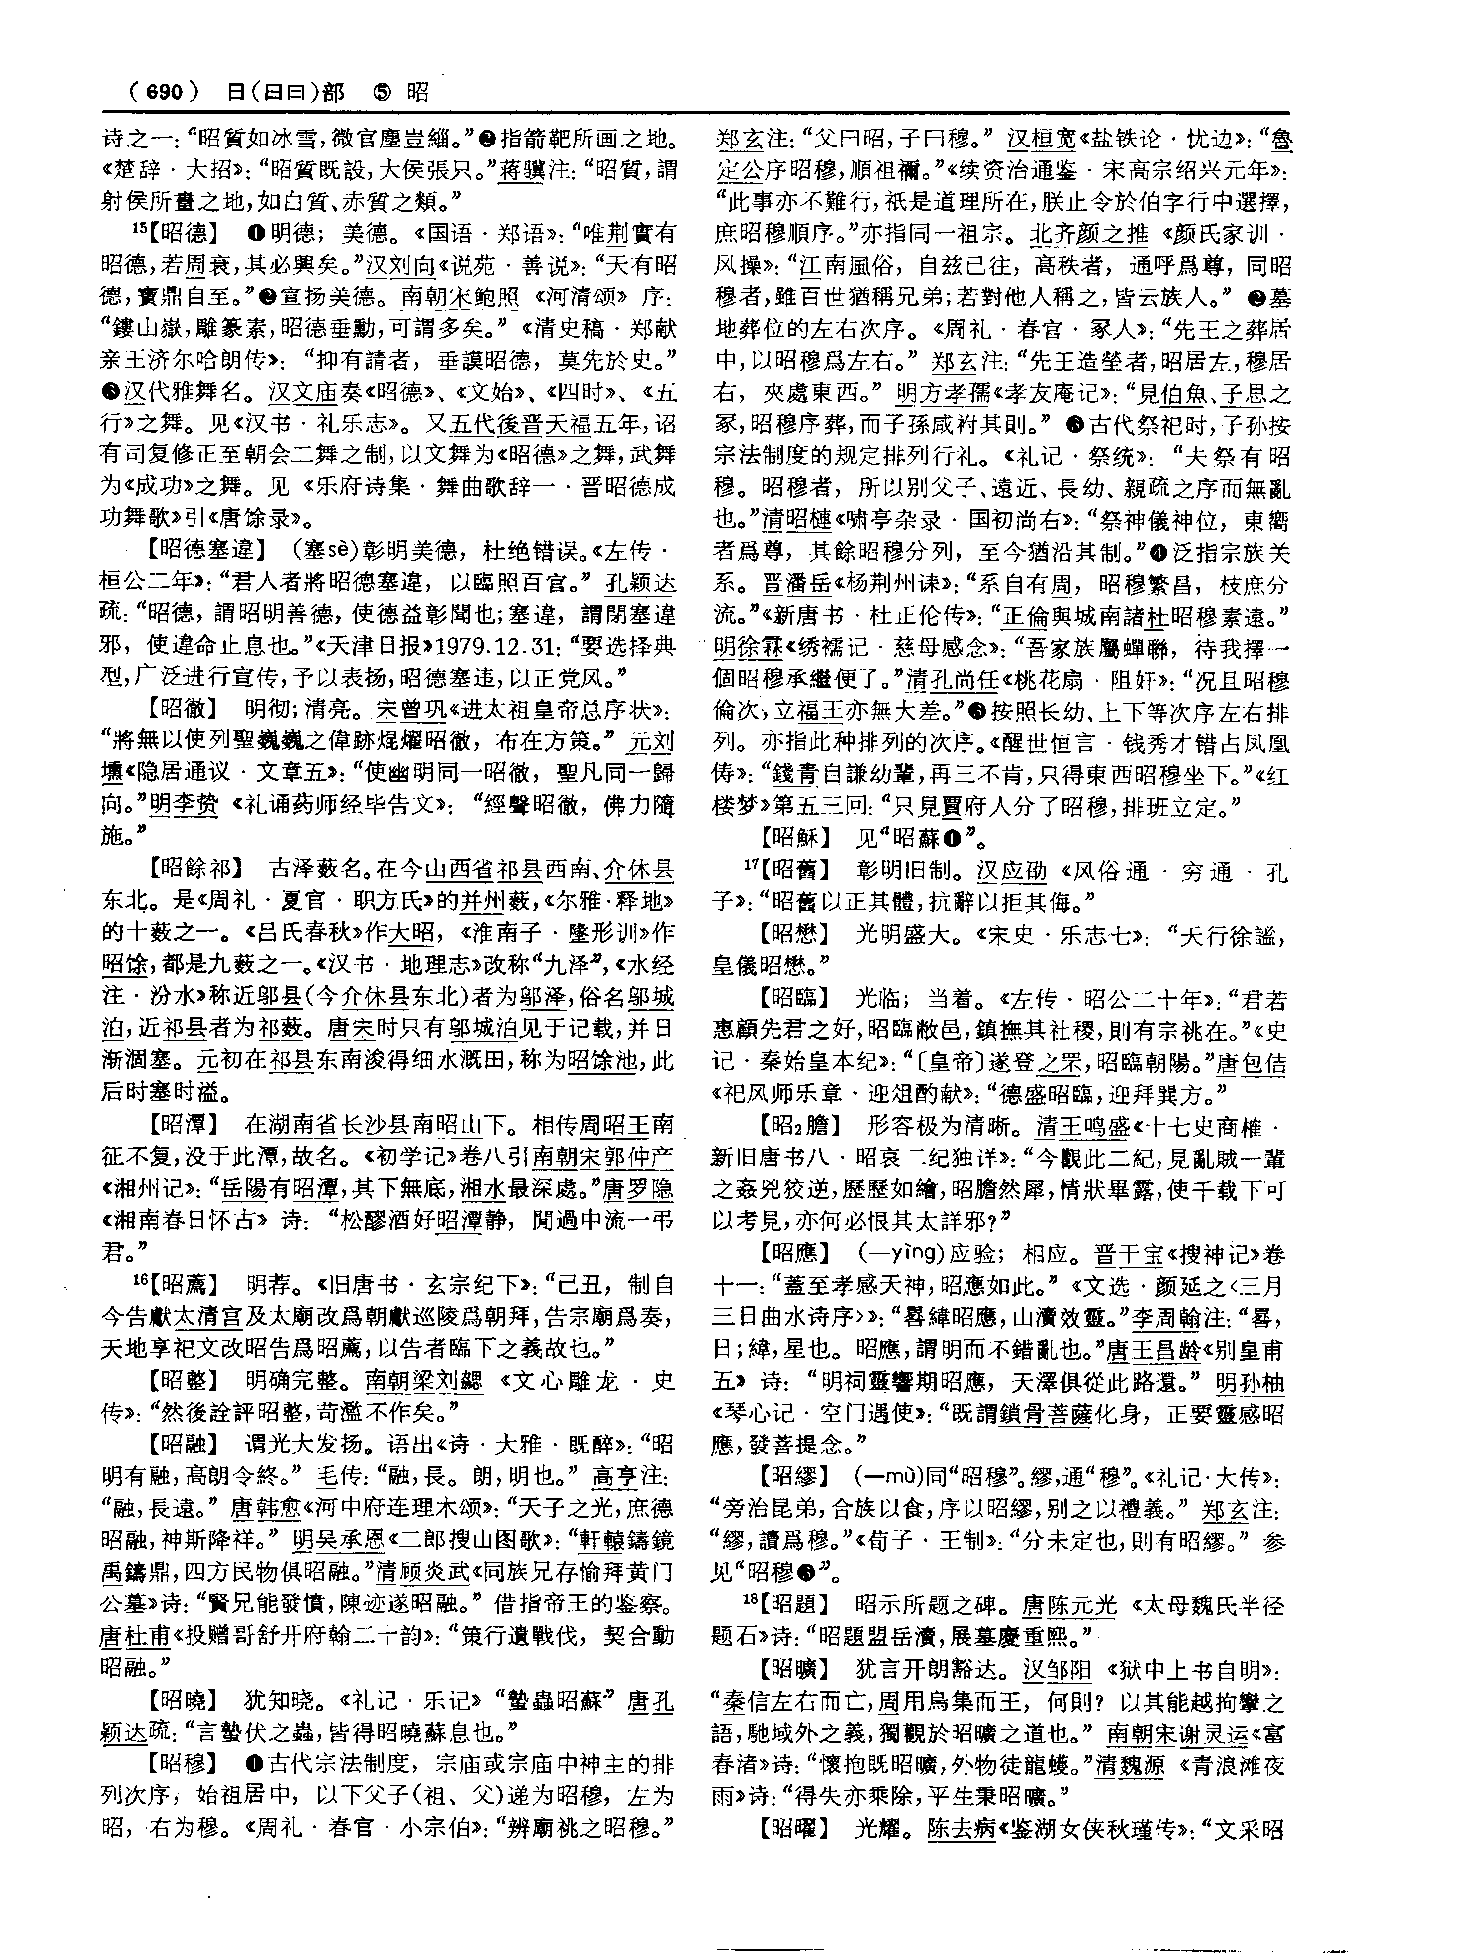 （690） 日(日曰)部 ⑤ 昭
诗之一：“昭質如冰雪，微官塵豈緇。”❷指箭靶所画之地。
《楚辞·大招》：“昭質既設，大侯張只。”蒋骥注：“昭質，謂
射侯所畫之地，如白質、赤質之類。”
15【昭德】 ❶明德；美德。《国语·郑语》：“唯荆實有
昭德，若周衰，其必興矣。”汉刘向《说苑·善说》：“天有昭
德，寶鼎自至。”❷宣扬美德。南朝宋鲍照《河清颂》序：
“鏤山嶽，雕篆素，昭德垂勳，可謂多矣。”《清史稿·郑献
亲王济尔哈朗传》：“抑有請者，垂謨昭德，莫先於史。”
❸汉代雅舞名。汉文庙奏《昭德》、《文始》、《四时》、《五
行》之舞。见《汉书·礼乐志》。又五代後晋天福五年，诏
有司复修正至朝会二舞之制，以文舞为《昭德》之舞，武舞
为《成功》之舞。见《乐府诗集·舞曲歌辞一·晋昭德成
功舞歌》引《唐馀录》。
【昭德塞違】 (塞sè)彰明美德，杜绝错误。《左传·
桓公二年》：“君人者將昭德塞違，以臨照百官。”孔颖达
疏：“昭德，謂昭明善德，使德益彰聞也；塞違，謂閉塞違
邪，使違命止息也。”《天津日报》1979.12.31：“要选择典
型，广泛进行宣传，予以表扬，昭德塞违，以正党风。”
【昭徹】 明彻；清亮。宋曾巩《进太祖皇帝总序状》：
“將無以使列聖巍巍之偉跡焜燿昭徹，布在方策。”元刘
壎《隐居通议·文章五》：“使幽明同一昭徹，聖凡同一歸
向。”明李贽《礼诵药师经毕告文》：“經聲昭徹，佛力隨
施。”
【昭餘祁】 古泽薮名。在今山西省祁县西南、介休县
东北。是《周礼·夏官·职方氏》的并州薮，《尔雅·释地》
的十薮之一。《吕氏春秋》作大昭，《淮南子·墬形训》作
昭馀，都是九薮之一。《汉书·地理志》改称“九泽”，《水经
注·汾水》称近邬县(今介休县东北)者为邬泽，俗名邬城
泊，近祁县者为祁薮。唐宋时只有邬城泊见于记载，并日
渐涸塞。元初在祁县东南浚得细水溉田，称为昭馀池，此
后时塞时溢。
【昭潭】 在湖南省长沙县南昭山下。相传周昭王南
征不复，没于此潭，故名。《初学记》卷八引南朝宋郭仲产
《湘州记》：“岳陽有昭潭，其下無底，湘水最深處。”唐罗隐
《湘南春日怀古》诗：“松醪酒好昭潭静，閒過中流一弔
君。”
16【昭薦】 明荐。《旧唐书·玄宗纪下》：“己丑，制自
今告獻太清宫及太廟改爲朝獻巡陵爲朝拜，告宗廟爲奏，
天地享祀文改昭告爲昭薦，以告者臨下之義故也。”
【昭整】 明确完整。南朝梁刘勰《文心雕龙·史
传》：“然後詮評昭整，苛濫不作矣。”
【昭融】 谓光大发扬。语出《诗·大雅·既醉》：“昭
明有融，高朗令終。”毛传：“融，長。朗，明也。”高亨注：
“融，長遠。”唐韩愈《河中府连理木颂》：“天子之光，庶德
昭融，神斯降祥。”明吴承恩《二郎搜山图歌》：“軒轅鑄鏡
禹鑄鼎，四方民物俱昭融。”清顾炎武《同族兄存愉拜黄门
公墓》诗：“賢兄能發憤，陳迹遂昭融。”借指帝王的鉴察。
唐杜甫《投赠哥舒开府翰二十韵》：“策行遺戰伐，契合動
昭融。”
【昭曉】 犹知晓。《礼记·乐记》“蟄蟲昭蘇”唐孔
颖达疏：“言蟄伏之蟲，皆得昭曉蘇息也。”
【昭穆】 ❶古代宗法制度，宗庙或宗庙中神主的排
列次序，始祖居中，以下父子(祖、父)递为昭穆，左为
昭，右为穆。《周礼·春官·小宗伯》：“辨廟祧之昭穆。”
郑玄注：“父曰昭，子曰穆。”汉桓宽《盐铁论·忧边》：“魯
定公序昭穆，順祖禰。”《续资治通鉴·宋高宗绍兴元年》：
“此事亦不難行，祇是道理所在，朕止令於伯字行中選擇，
庶昭穆順序。”亦指同一祖宗。北齐颜之推《颜氏家训·
风操》：“江南風俗，自兹已往，高秩者，通呼爲尊，同昭
穆者，雖百世猶稱兄弟；若對他人稱之，皆云族人。”❷墓
地葬位的左右次序。《周礼·春官·冢人》：“先王之葬居
中，以昭穆爲左右。”郑玄注：“先王造塋者，昭居左，穆居
右，夾處東西。”明方孝孺《孝友庵记》：“見伯魚、子思之
冢，昭穆序葬，而子孫咸祔其則。”❸古代祭祀时，子孙按
宗法制度的规定排列行礼。《礼记·祭统》：“夫祭有昭
穆。昭穆者，所以别父子、遠近、長幼、親疏之序而無亂
也。”清昭槤《啸亭杂录·国初尚右》：“祭神儀神位，東嚮
者爲尊，其餘昭穆分列，至今猶沿其制。”❹泛指宗族关
系。晋潘岳《杨荆州诔》：“系自有周，昭穆繁昌，枝庶分
流。”《新唐书·杜正伦传》：“正倫與城南諸杜昭穆素遠。”
明徐霖《绣襦记·慈母感念》：“吾家族屬蟬聯，待我擇一
個昭穆承繼便了。”清孔尚任《桃花扇·阻奸》：“况且昭穆
倫次，立福王亦無大差。”❺按照长幼、上下等次序左右排
列。亦指此种排列的次序。《醒世恒言·钱秀才错占凤凰
俦》：“錢青自謙幼輩，再三不肯，只得東西昭穆坐下。”《红
楼梦》第五三回：“只見賈府人分了昭穆，排班立定。”
【昭穌】 见“昭蘇❶”。
17【昭舊】 彰明旧制。汉应劭《风俗通·穷通·孔
子》：“昭舊以正其體，抗辭以拒其侮。”
【昭懋】 光明盛大。《宋史·乐志七》：“天行徐謐，
皇儀昭懋。”
【昭臨】 光临；当着。《左传·昭公二十年》：“君若
惠顧先君之好，昭臨敝邑，鎮撫其社稷，則有宗祧在。”《史
记·秦始皇本纪》：“〔皇帝〕遂登之罘，昭臨朝陽。”唐包佶
《祀风师乐章·迎俎酌献》：“德盛昭臨，迎拜巽方。”
【昭₂膽】 形容极为清晰。清王鸣盛《十七史商榷·
新旧唐书八·昭哀二纪独详》：“今觀此二紀，見亂賊一輩
之姦兇狡逆，歷歷如繪，昭膽然犀，情狀畢露，使千载下可
以考見，亦何必恨其太詳邪？”
【昭應】 (—yìng)应验；相应。晋干宝《搜神记》卷
十一：“蓋至孝感天神，昭應如此。”《文选·颜延之〈三月
三日曲水诗序〉》：“晷緯昭應，山瀆效靈。”李周翰注：“晷，
日；緯，星也。昭應，謂明而不錯亂也。”唐王昌龄《别皇甫
五》诗：“明祠靈響期昭應，天澤俱從此路還。”明孙柚
《琴心记·空门遇使》：“既謂鎖骨菩薩化身，正要靈感昭
應，發菩提念。”
【昭繆】 (—mù)同“昭穆”。繆，通“穆”。《礼记·大传》：
“旁治昆弟，合族以食，序以昭繆，别之以禮義。”郑玄注：
“繆，讀爲穆。”《荀子·王制》：“分未定也，則有昭繆。”参
见“昭穆❸”。
18【昭題】 昭示所题之碑。唐陈元光《太母魏氏半径
题石》诗：“昭題盟岳瀆，展墓慶重熙。”
【昭曠】 犹言开朗豁达。汉邹阳《狱中上书自明》：
“秦信左右而亡，周用烏集而王，何則？以其能越拘攣之
語，馳域外之義，獨觀於昭曠之道也。”南朝宋谢灵运《富
春渚》诗：“懷抱既昭曠，外物徒龍蠖。”清魏源《青浪滩夜
雨》诗：“得失亦乘除，平生秉昭曠。”
【昭曜】 光耀。陈去病《鉴湖女侠秋瑾传》：“文采昭